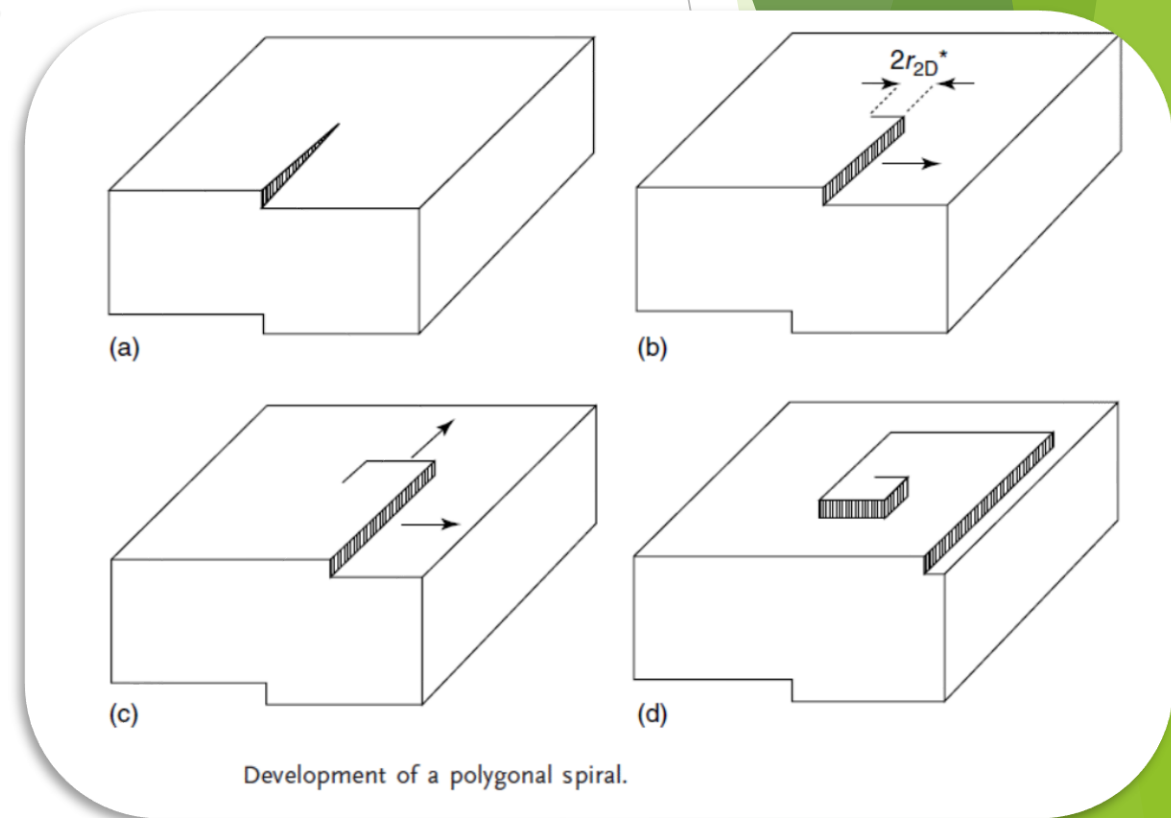 2r2D*
(a)
(b)
(c)
(d)
Development of a polygonal spiral.